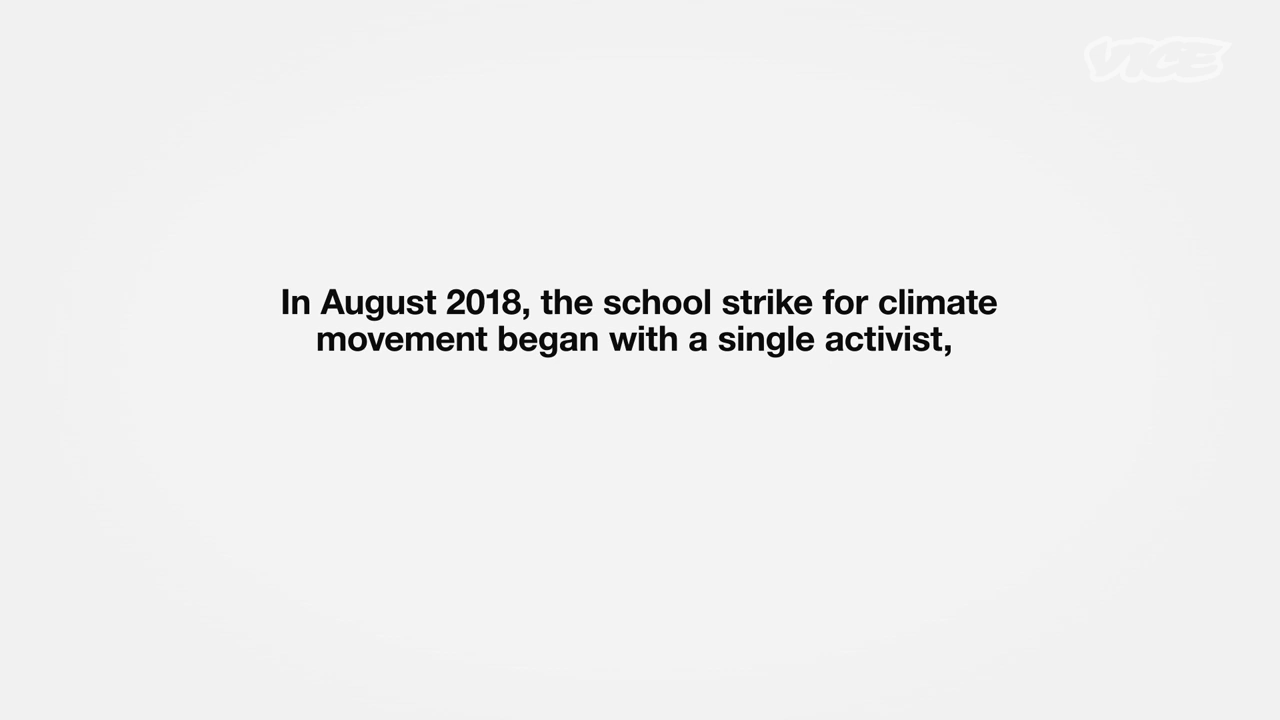 VICE
In August 2018, the school strike for climate
movement began with a single activist,